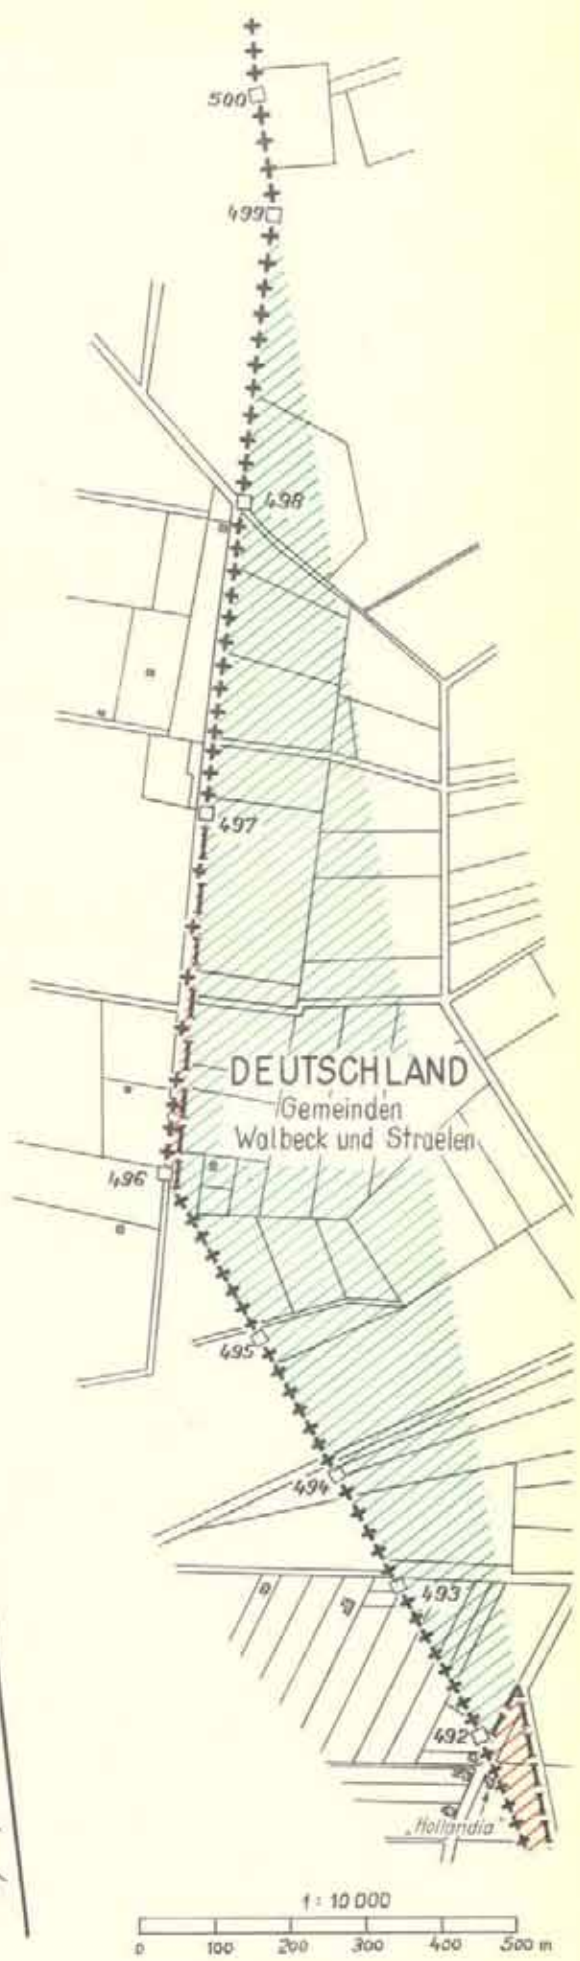 500
499
498
497
DEUTSCHLAND
Gemeinden
Walbeck und Straelen
496
495
494
493
492
„Hollandia"
1:10 000
0 100 200 300 400 500 m